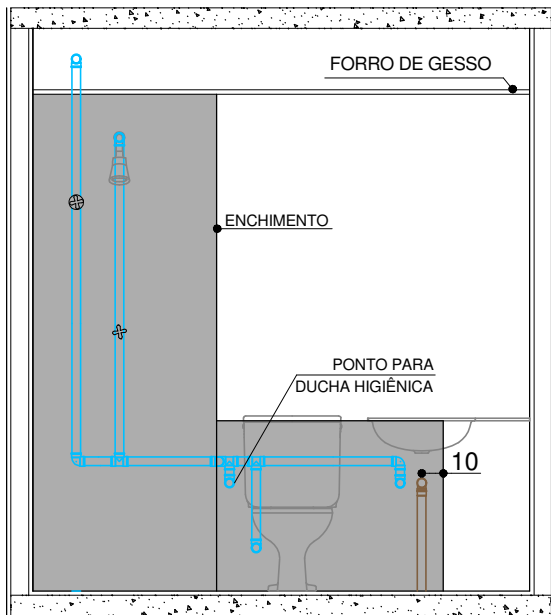 FORRO DE GESSO
ENCHIMENTO
PONTO PARA
DUCHA HIGIÊNICA
10